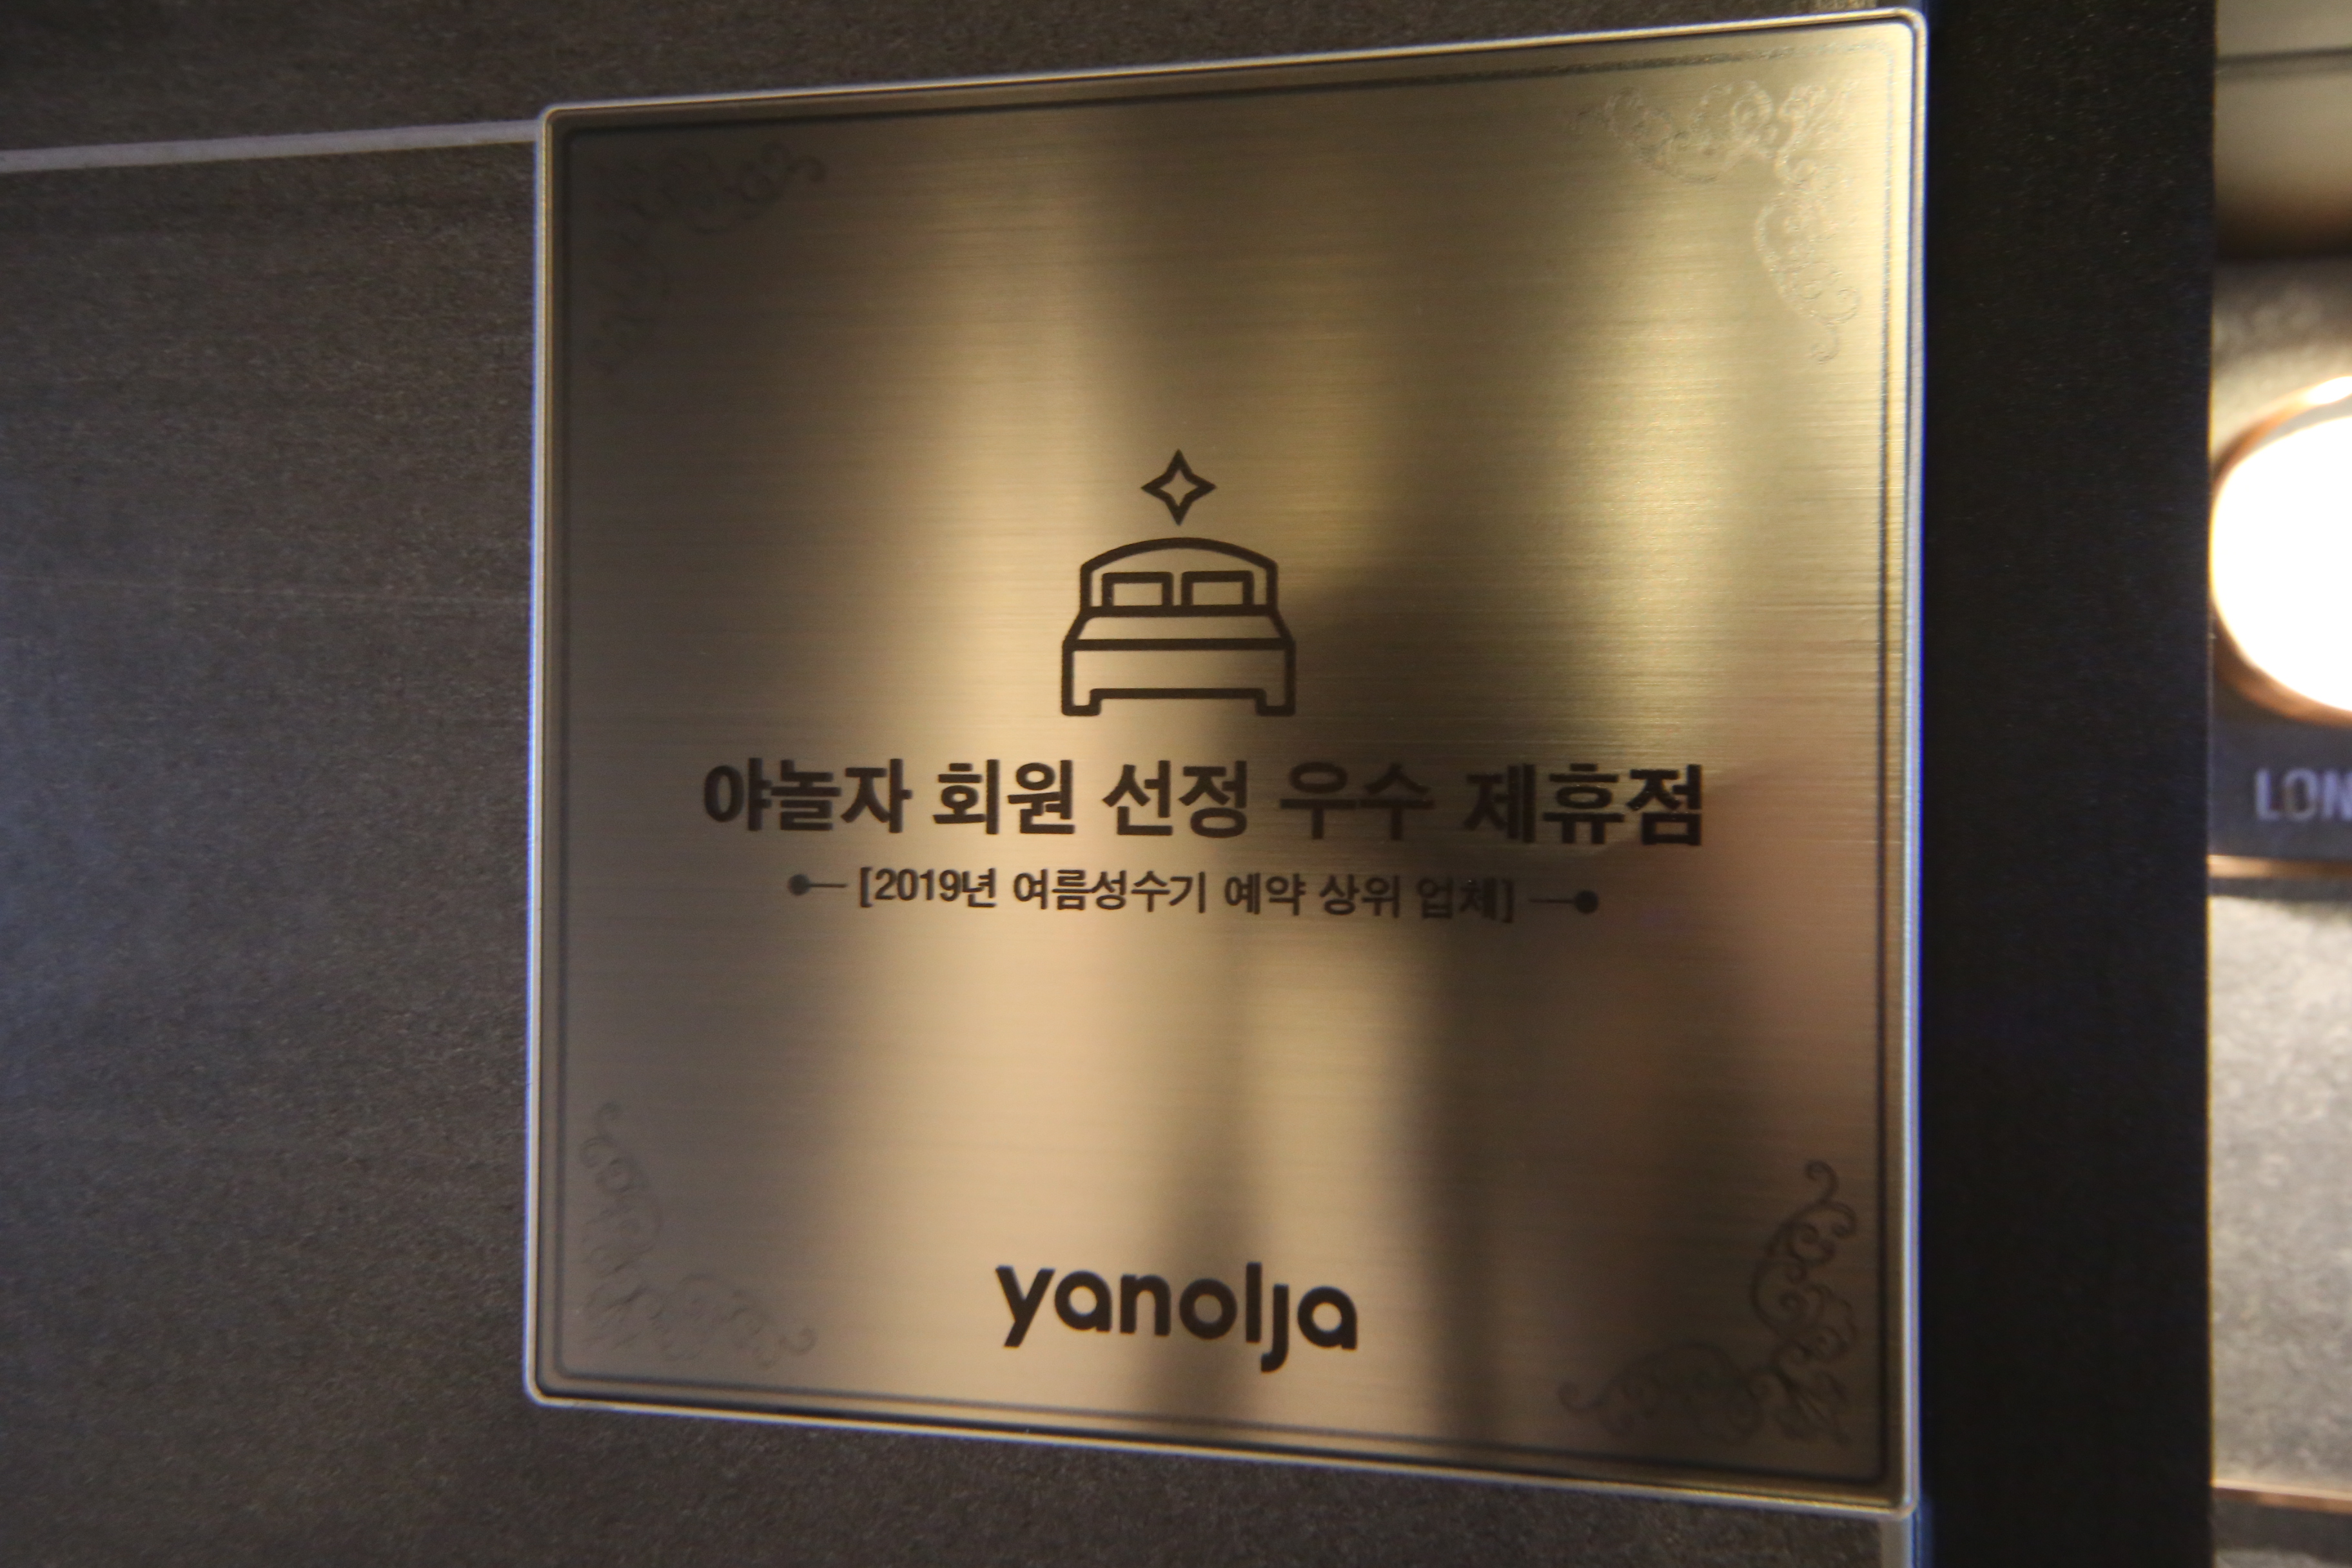 야놀자 회원 선정 우수 제휴점
[2019년 여름성수기 예약 상위 업체]
yanolja